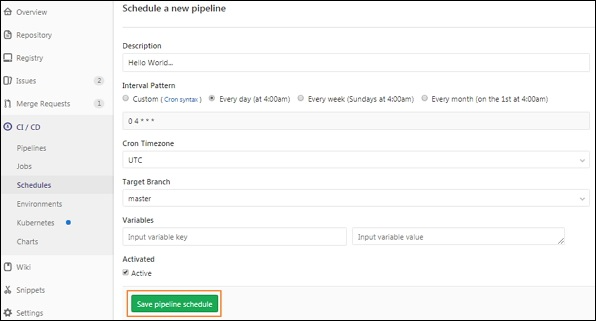 Overview
Repository
Registry
Issues 2
Merge Requests 1
CI / CD
Pipelines
Jobs
Schedules
Environments
Kubernetes
Charts
Wiki
Snippets
Settings
Schedule a new pipeline
Description
Hello World...
Interval Pattern
Custom ( Cron syntax ) Every day (at 4:00am) Every week (Sundays at 4:00am) Every month (on the 1st at 4:00am)
0 4 * * *
Cron Timezone
UTC
Target Branch
master
Variables
Input variable key Input variable value
Activated
Active
Save pipeline schedule